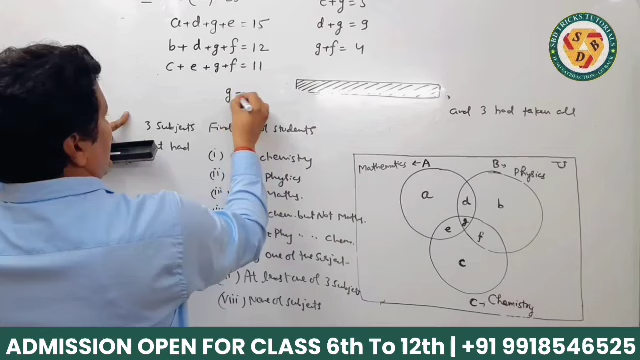 e+g = 5
a+d+g+e = 15
d+g = 9
b+d+g+f = 12
g+f = 4
c + e + g+f = 11
g =
and 3 had taken all
3 Subjects Find of students
had
(i) chemistry
(ii) physics
(iii) Maths.
chem. but Not Maths.
Phy " " Chem.
one of the Subject
At least one of 3 Subjects
(viii) None of Subjects
Mathematics ← A
B → Physics
U
a
d
b
g
e
f
c
C → Chemistry
SBD TRICKS TUTORIALS
S
D
B
ADMISSION OPEN FOR CLASS 6th To 12th | +91 9918546525